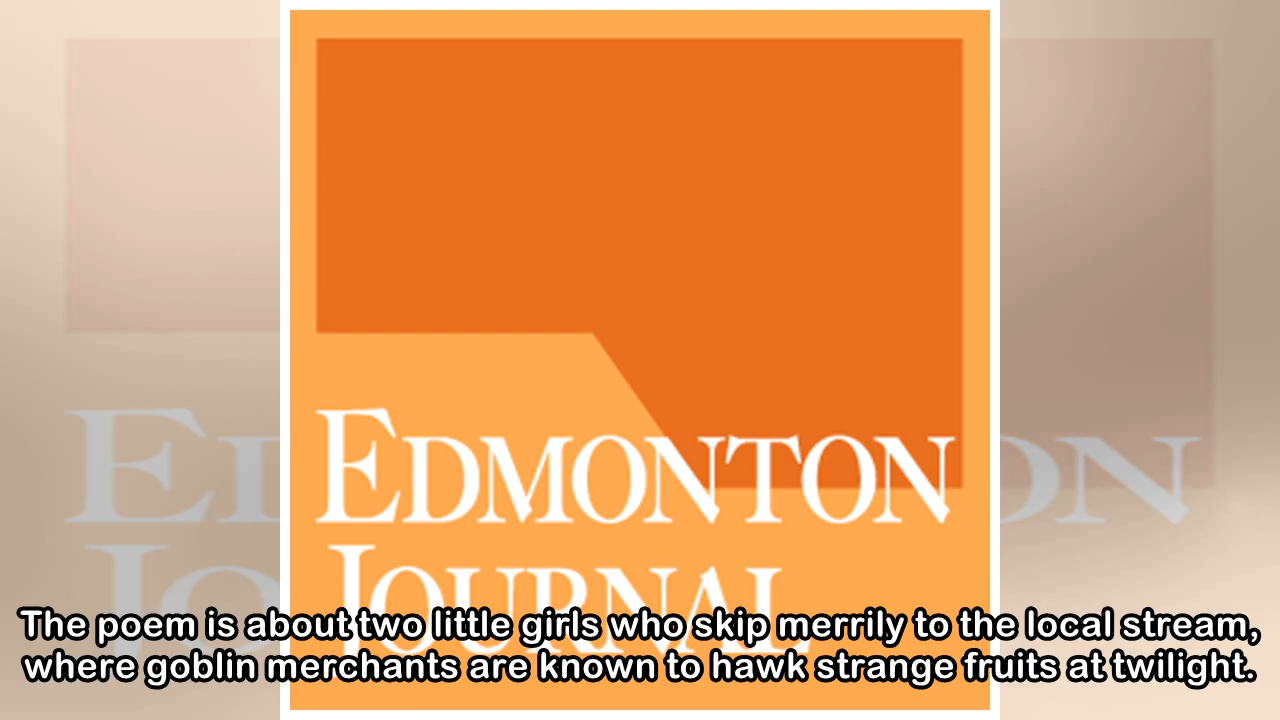 EDMONTON
JOURNAL
The poem is about two little girls who skip merrily to the local stream,
where goblin merchants are known to hawk strange fruits at twilight.